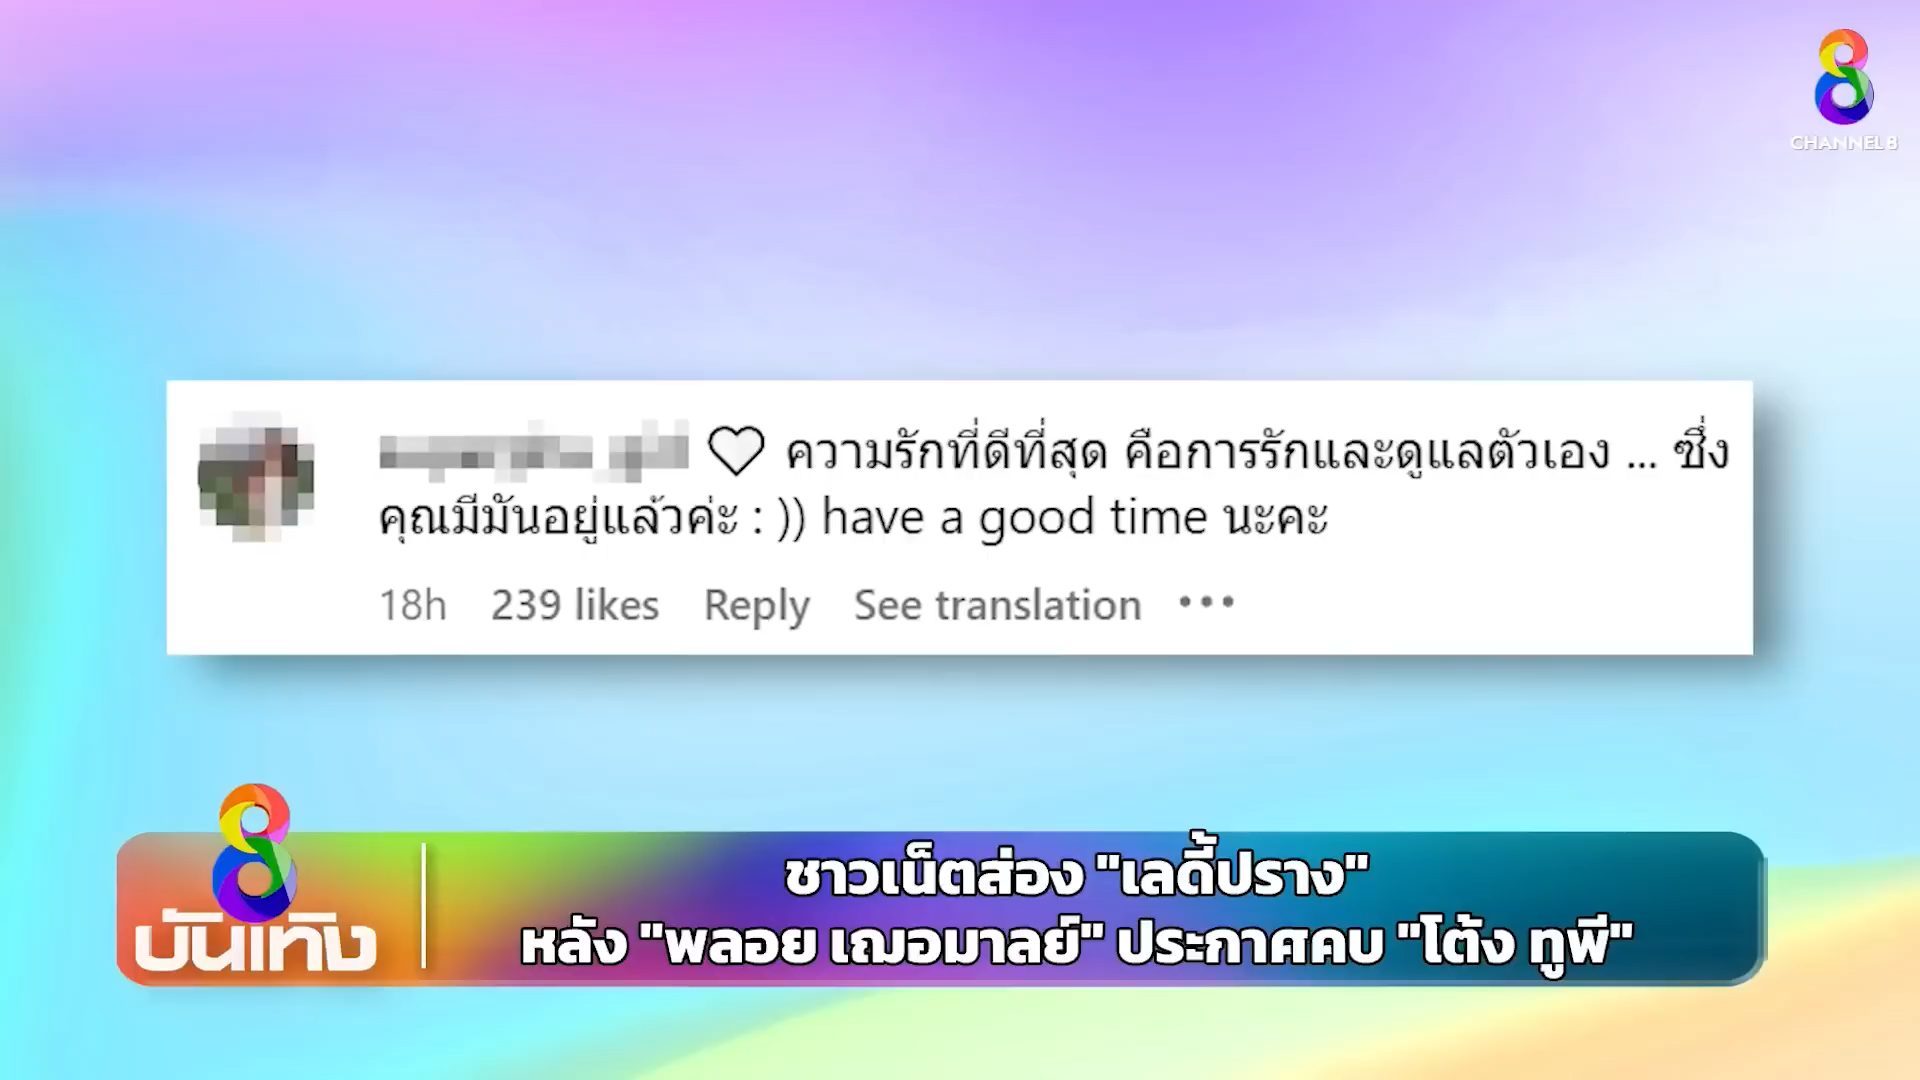 CHANNEL 8
🤍 ความรักที่ดีที่สุด คือการรักและดูแลตัวเอง ... ซึ่ง
คุณมีมันอยู่แล้วค่ะ : )) have a good time นะคะ
18h 239 likes Reply See translation •••
8
บันเทิง
ชาวเน็ตส่อง "เลดี้ปราง"
หลัง "พลอย เฌอมาลย์" ประกาศคบ "โต้ง ทูพี"